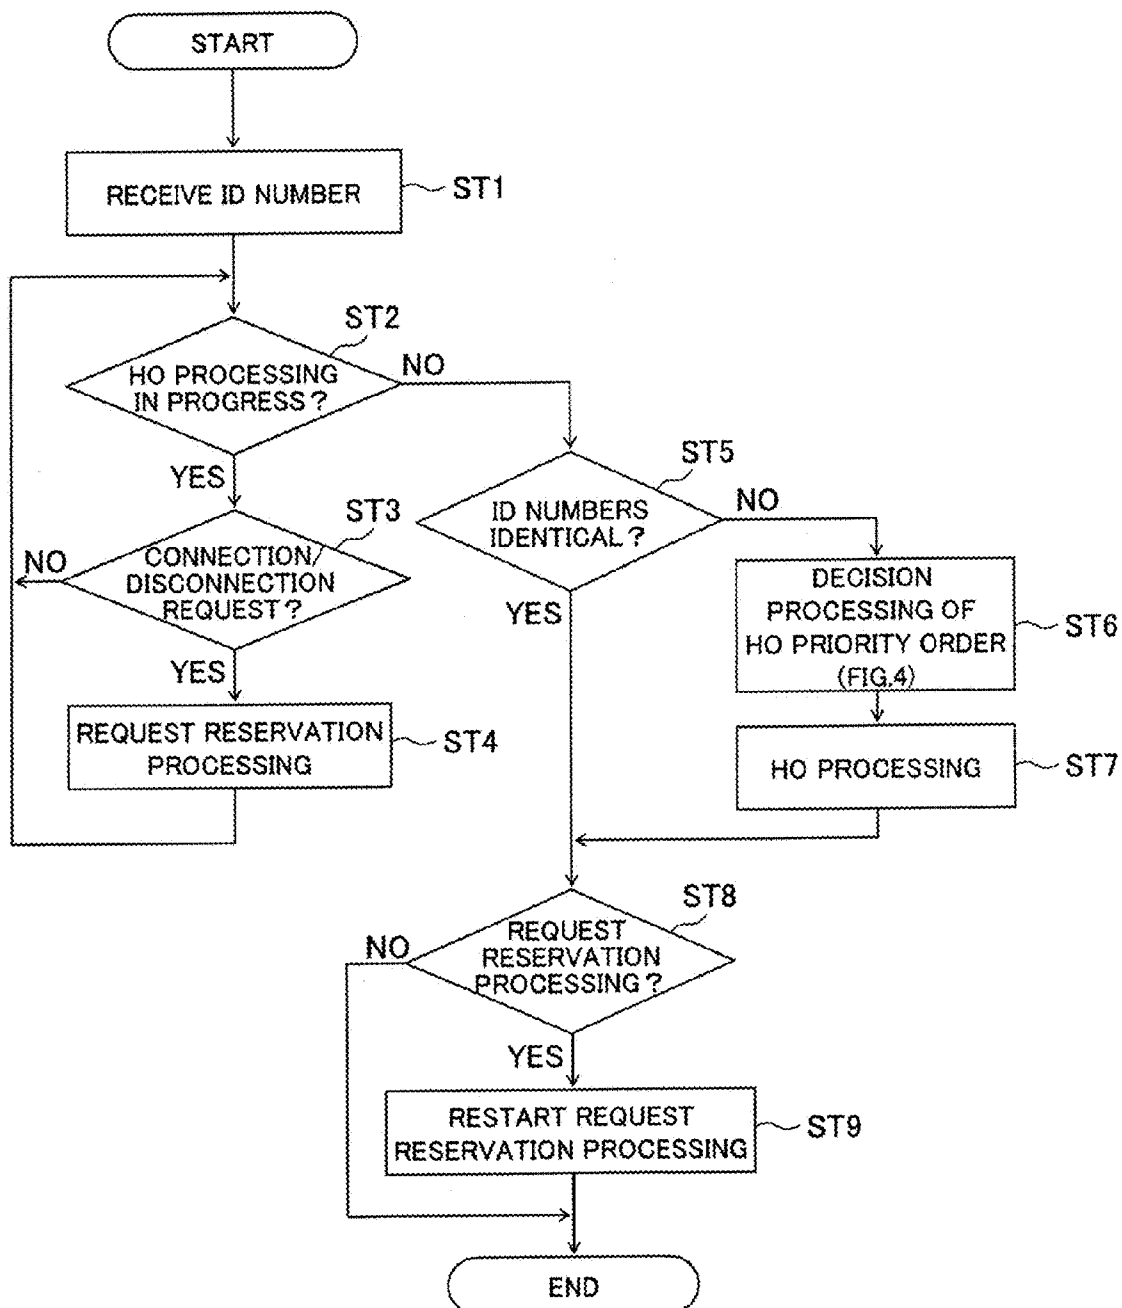 START
RECEIVE ID NUMBER
ST1
ST2
HO PROCESSING
IN PROGRESS?
NO
YES
ST3
CONNECTION/
DISCONNECTION
REQUEST?
NO
YES
REQUEST RESERVATION
PROCESSING
ST4
ST5
ID NUMBERS
IDENTICAL?
NO
YES
DECISION
PROCESSING OF
HO PRIORITY ORDER
(FIG.4)
ST6
HO PROCESSING
ST7
ST8
REQUEST
RESERVATION
PROCESSING?
NO
YES
RESTART REQUEST
RESERVATION PROCESSING
ST9
END